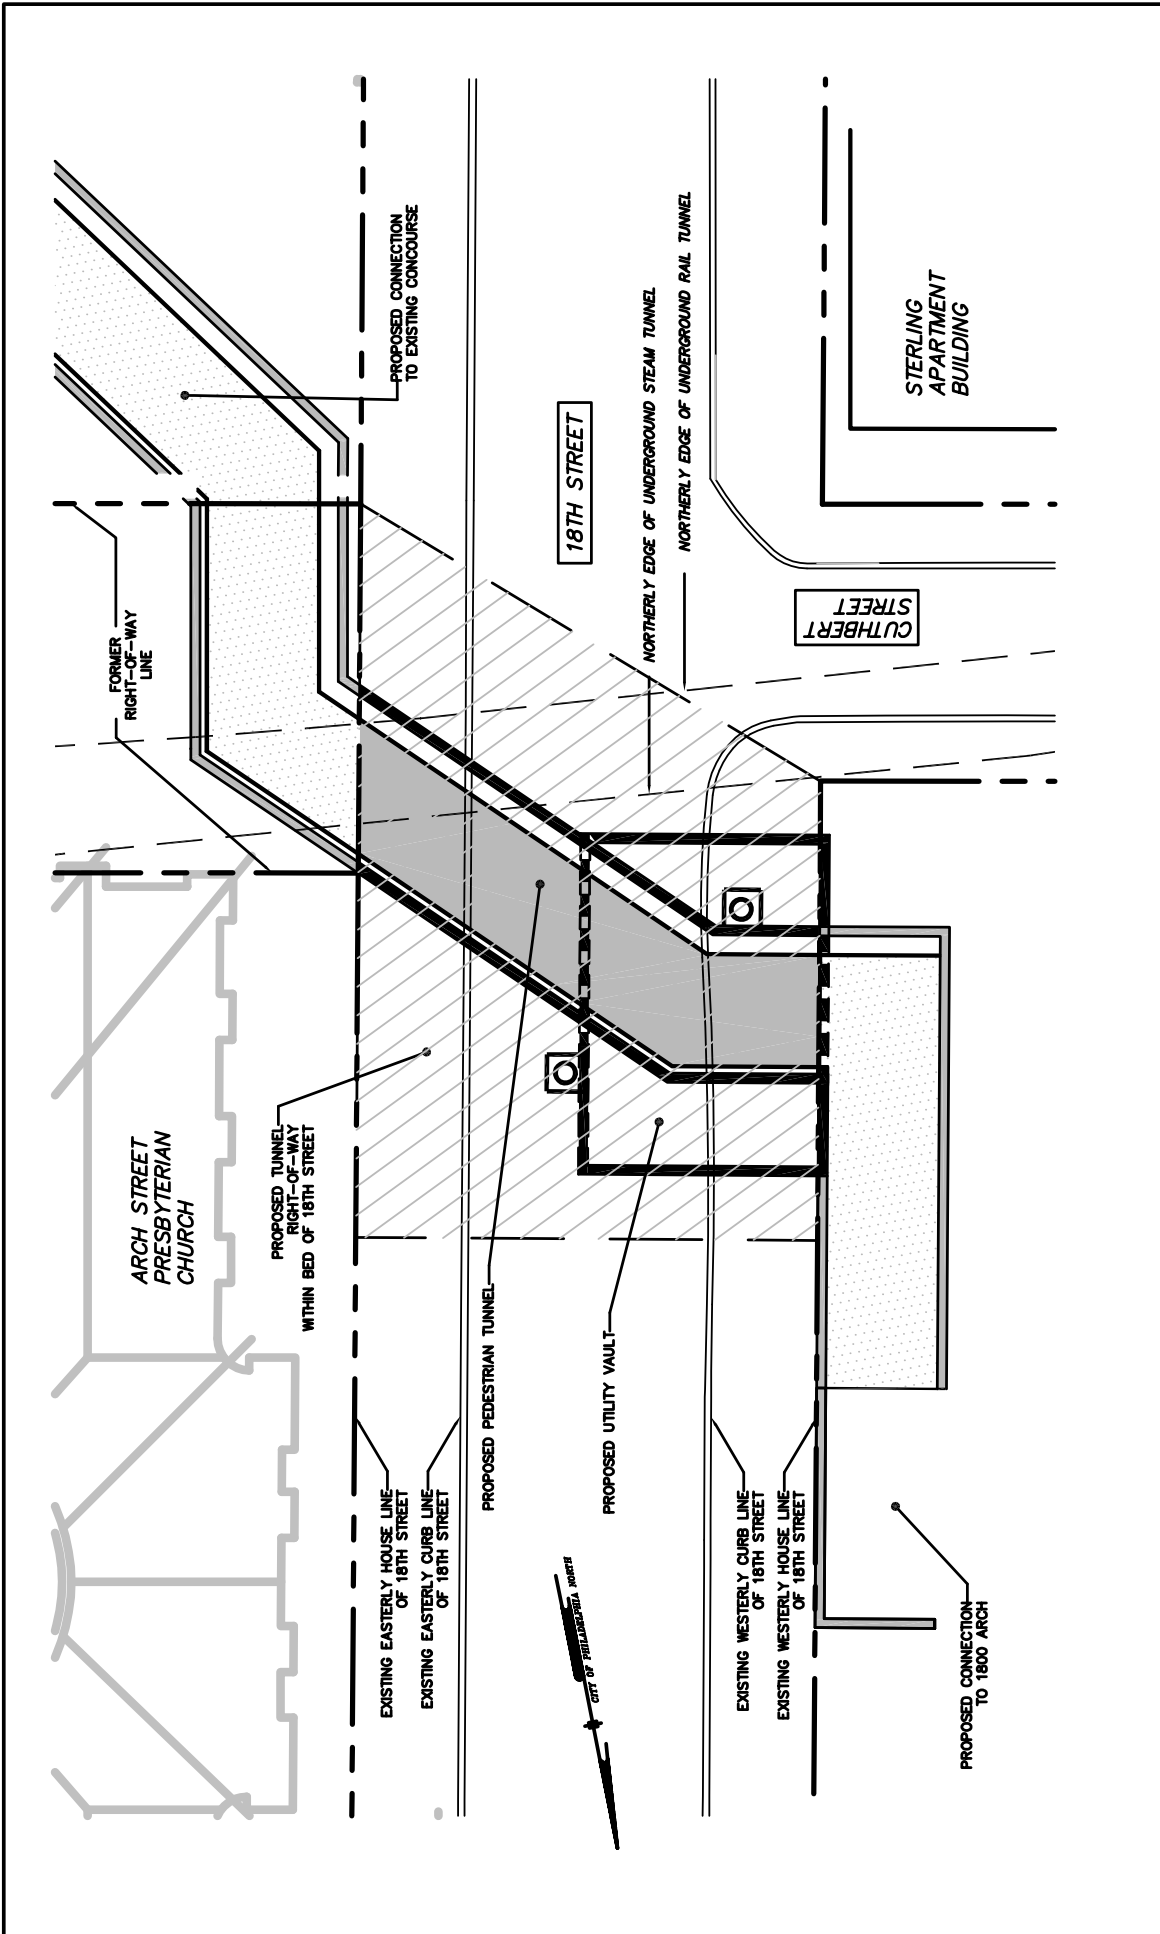 PROPOSED CONNECTION
TO EXISTING CONCOURSE
18TH STREET
NORTHERLY EDGE OF UNDERGROUND STEAM TUNNEL
NORTHERLY EDGE OF UNDERGROUND RAIL TUNNEL
STERLING
APARTMENT
BUILDING
FORMER
RIGHT-OF-WAY
LINE
CUTHBERT
STREET
ARCH STREET
PRESBYTERIAN
CHURCH
PROPOSED TUNNEL
RIGHT-OF-WAY
WITHIN BED OF 18TH STREET
PROPOSED PEDESTRIAN TUNNEL
PROPOSED UTILITY VAULT
EXISTING EASTERLY HOUSE LINE
OF 18TH STREET
EXISTING EASTERLY CURB LINE
OF 18TH STREET
CITY OF PHILADELPHIA NORTH
EXISTING WESTERLY CURB LINE
OF 18TH STREET
EXISTING WESTERLY HOUSE LINE
OF 18TH STREET
PROPOSED CONNECTION
TO 1800 ARCH